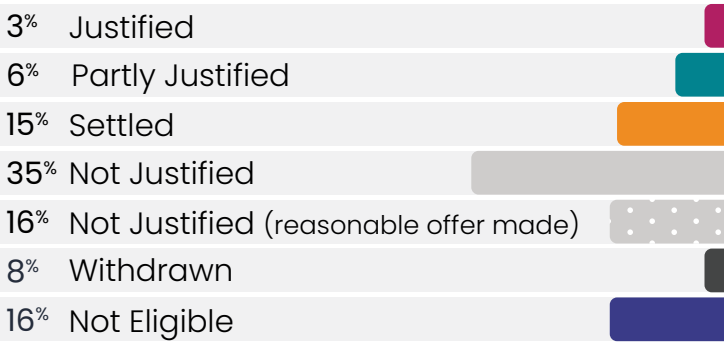 3% Justified
6% Partly Justified
15% Settled
35% Not Justified
16% Not Justified (reasonable offer made)
8% Withdrawn
16% Not Eligible